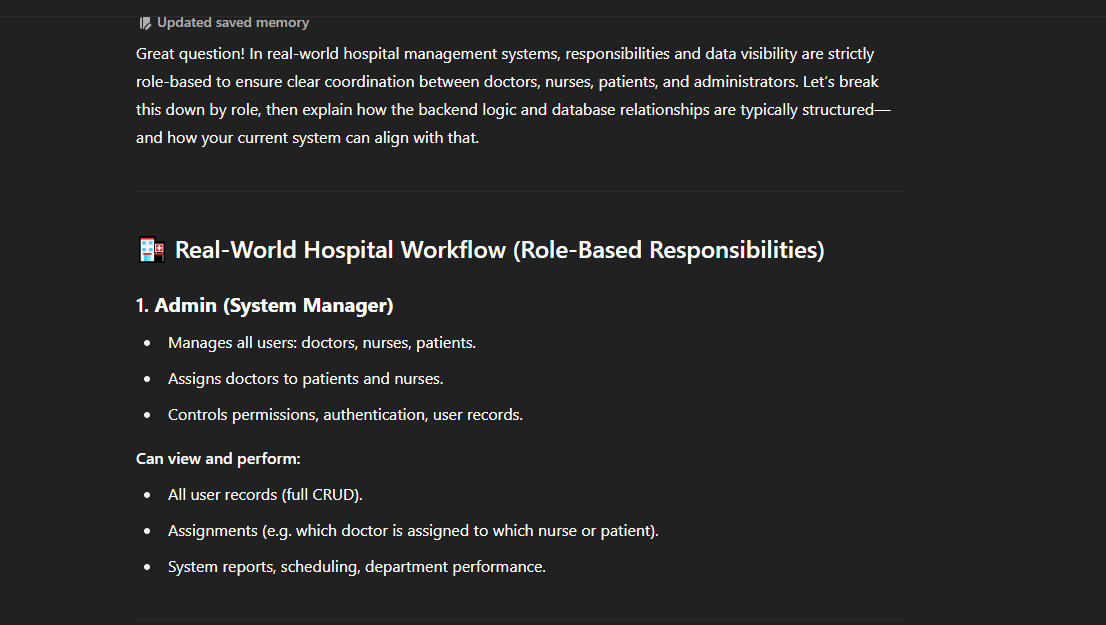 Updated saved memory
Great question! In real-world hospital management systems, responsibilities and data visibility are strictly
role-based to ensure clear coordination between doctors, nurses, patients, and administrators. Let’s break
this down by role, then explain how the backend logic and database relationships are typically structured—
and how your current system can align with that.
Real-World Hospital Workflow (Role-Based Responsibilities)
1. Admin (System Manager)
• Manages all users: doctors, nurses, patients.
• Assigns doctors to patients and nurses.
• Controls permissions, authentication, user records.
Can view and perform:
• All user records (full CRUD).
• Assignments (e.g. which doctor is assigned to which nurse or patient).
• System reports, scheduling, department performance.